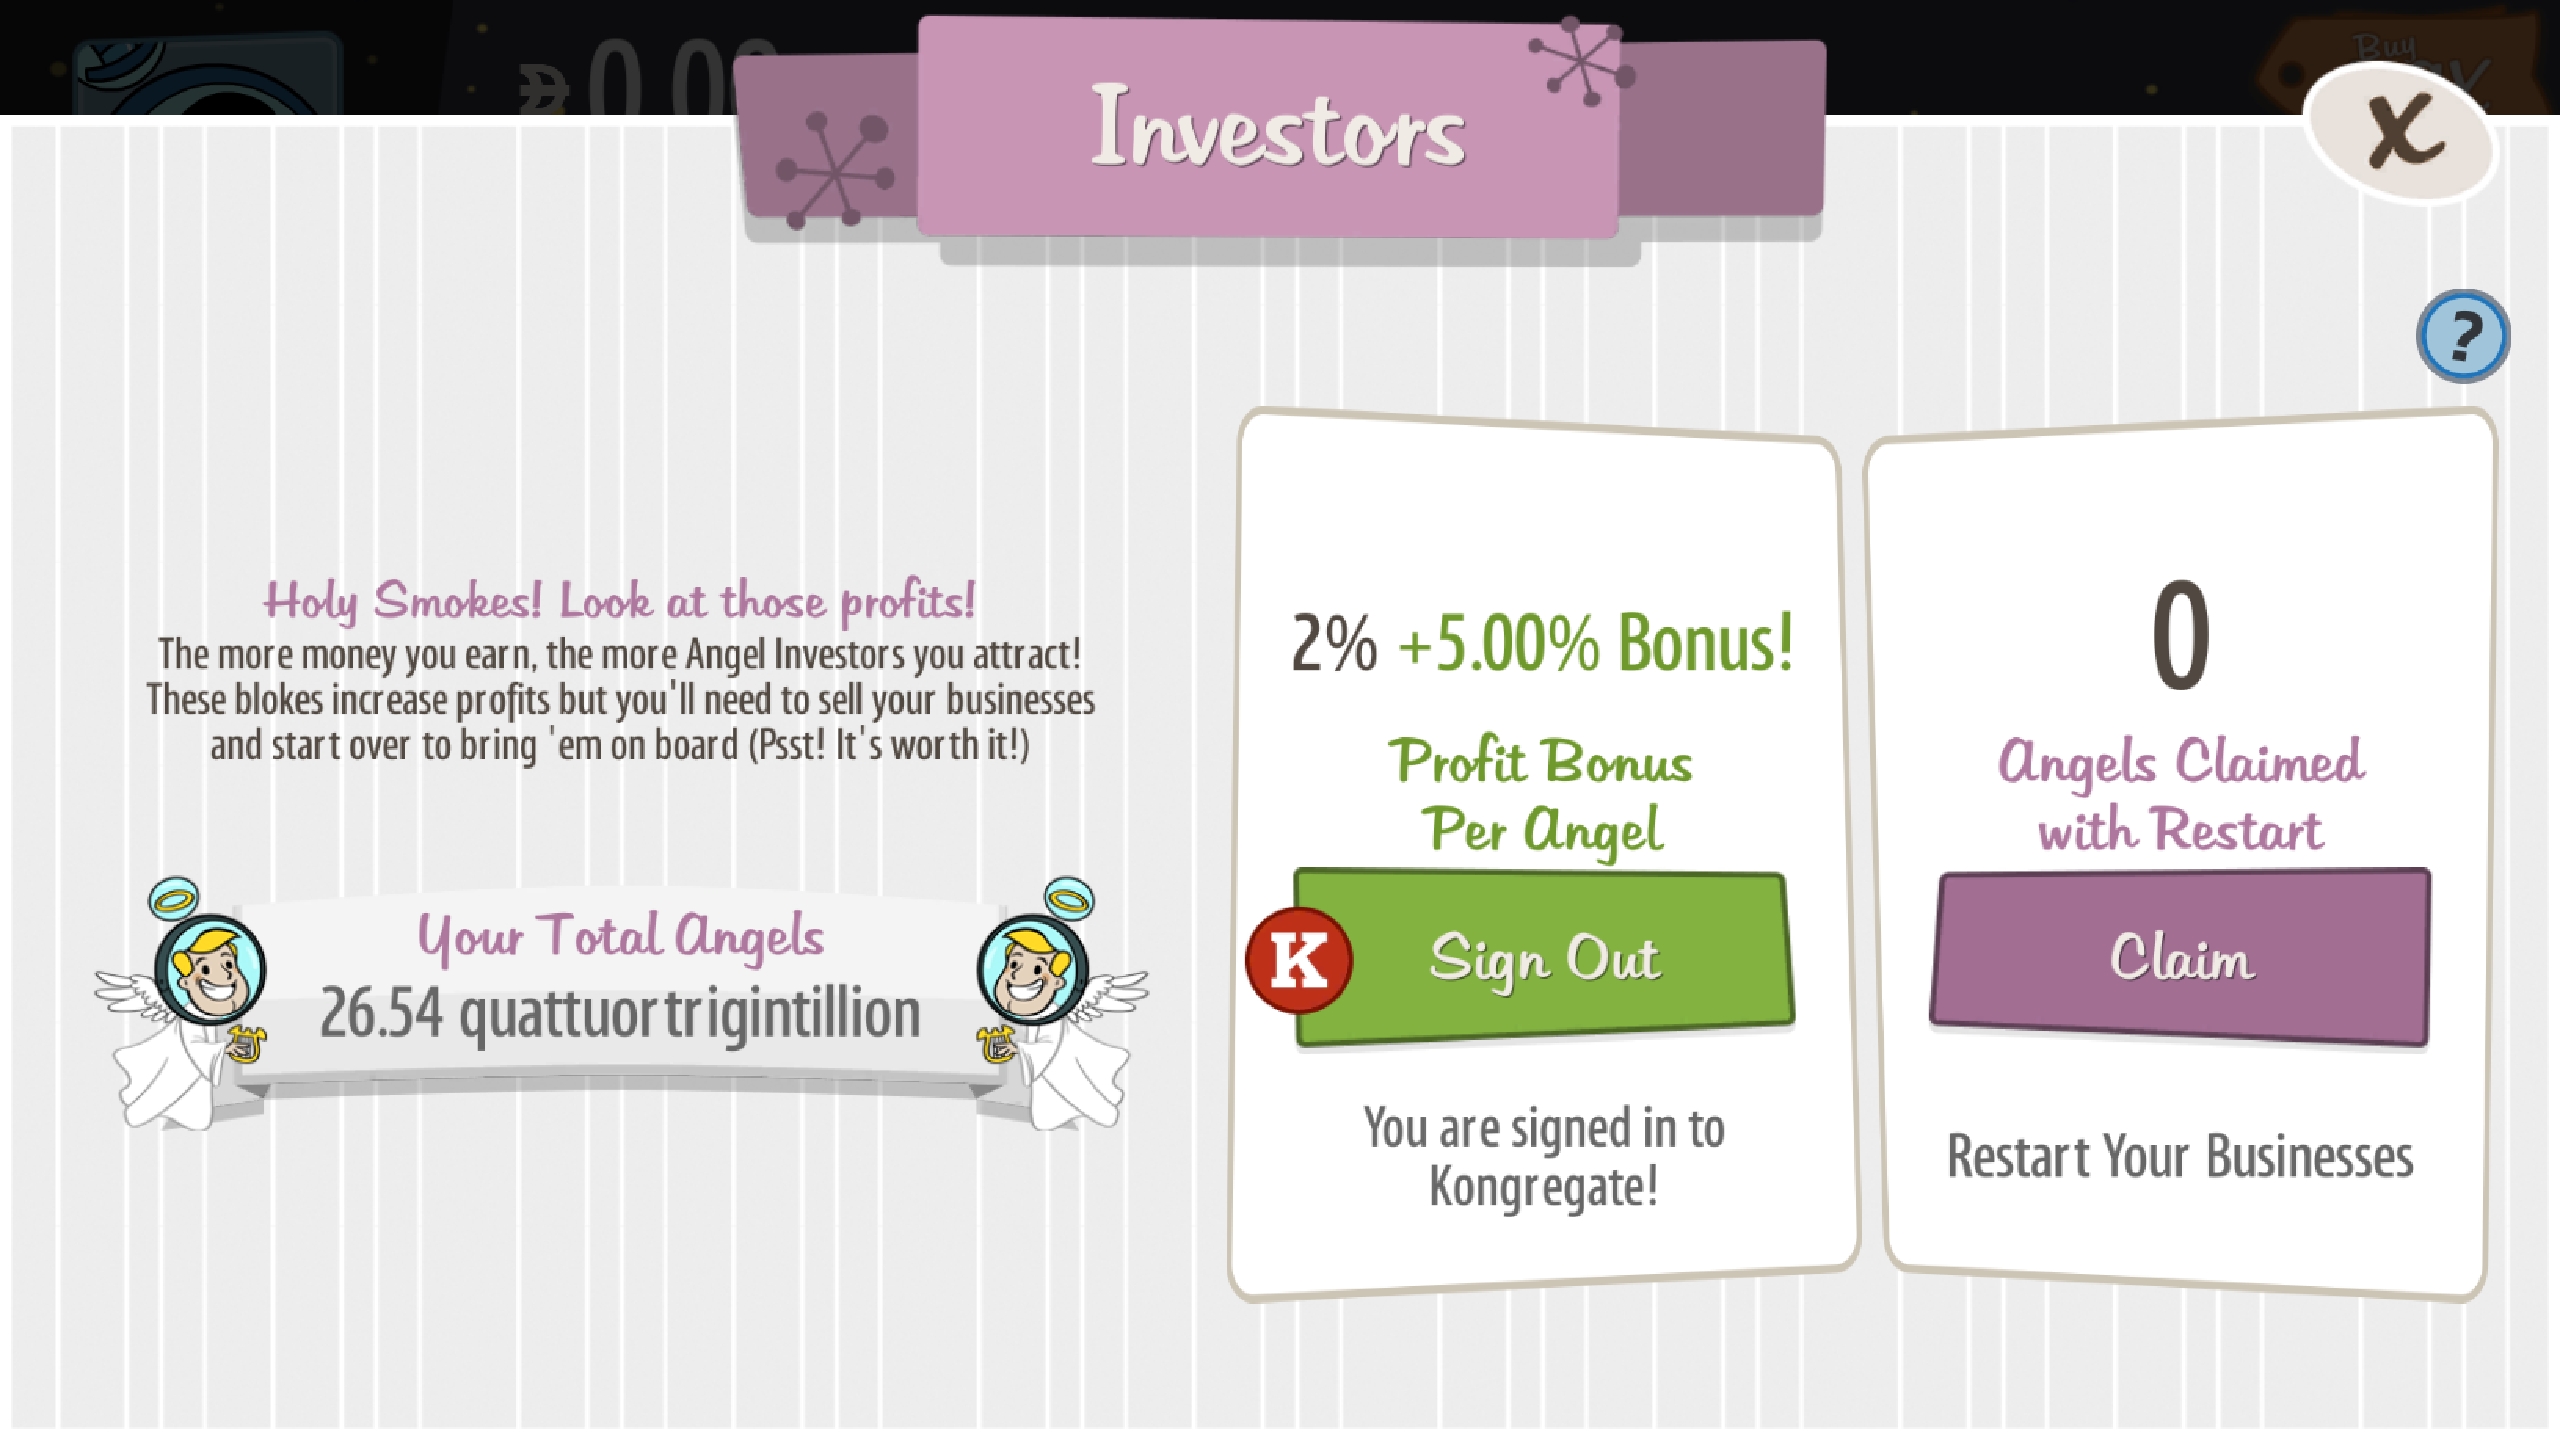 0.00
Buy
Investors
X
?
Holy Smokes! Look at those profits!
The more money you earn, the more Angel Investors you attract!
These blokes increase profits but you'll need to sell your businesses
and start over to bring 'em on board (Psst! It's worth it!)
Your Total Angels
26.54 quattuortrigintillion
2% +5.00% Bonus!
Profit Bonus
Per Angel
K
Sign Out
You are signed in to
Kongregate!
0
Angels Claimed
with Restart
Claim
Restart Your Businesses